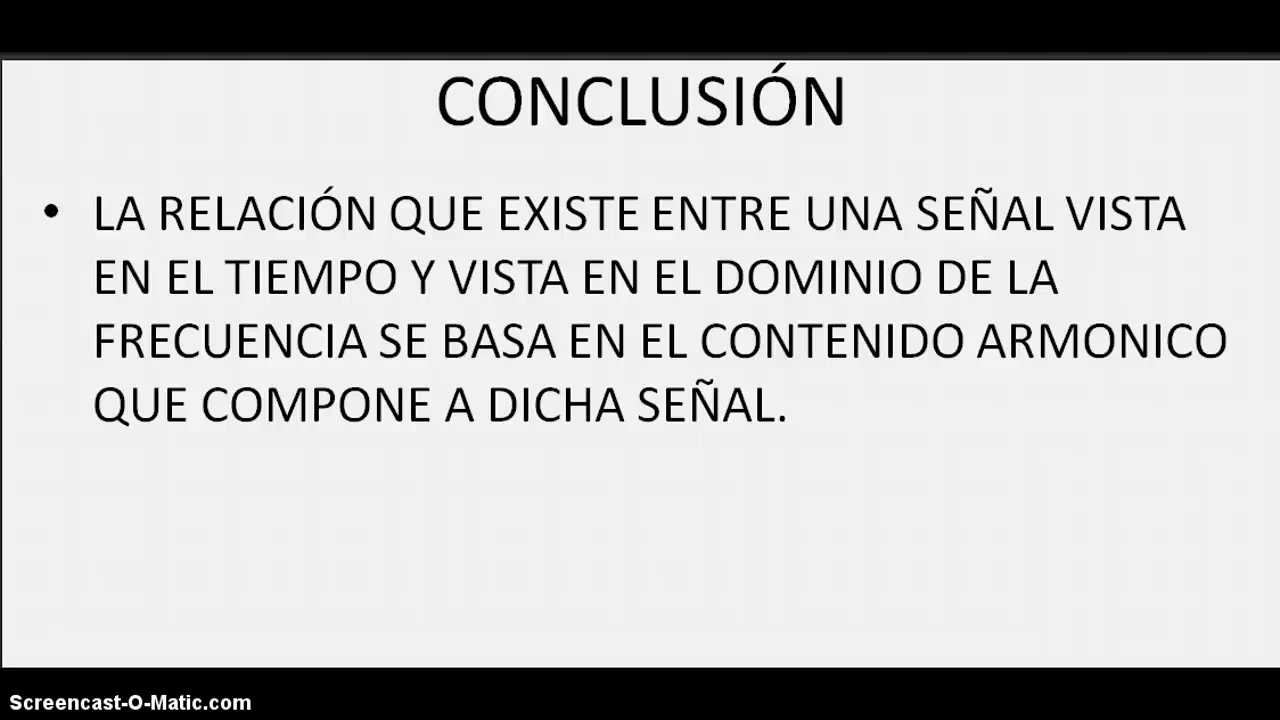 CONCLUSIÓN
• LA RELACIÓN QUE EXISTE ENTRE UNA SEÑAL VISTA
EN EL TIEMPO Y VISTA EN EL DOMINIO DE LA
FRECUENCIA SE BASA EN EL CONTENIDO ARMONICO
QUE COMPONE A DICHA SEÑAL.
Screencast-O-Matic.com